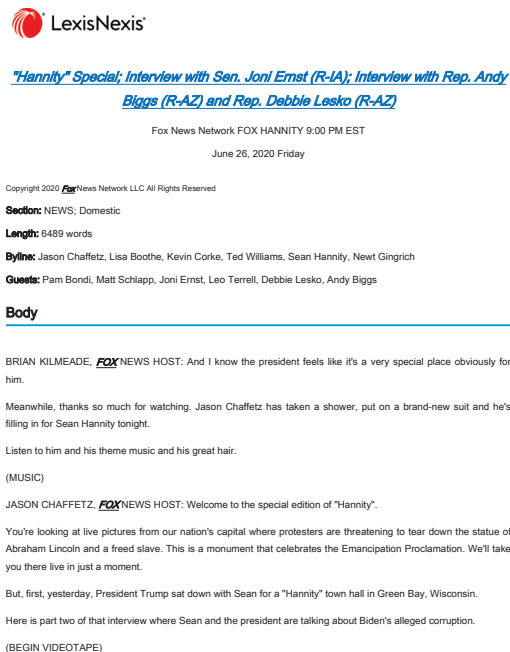 LexisNexis®
"Hannity" Special; Interview with Sen. Joni Ernst (R-IA); Interview with Rep. Andy
Biggs (R-AZ) and Rep. Debbie Lesko (R-AZ)
Fox News Network FOX HANNITY 9:00 PM EST
June 26, 2020 Friday
Copyright 2020 Fox News Network LLC All Rights Reserved
Section: NEWS; Domestic
Length: 6489 words
Byline: Jason Chaffetz, Lisa Boothe, Kevin Corke, Ted Williams, Sean Hannity, Newt Gingrich
Guests: Pam Bondi, Matt Schlapp, Joni Ernst, Leo Terrell, Debbie Lesko, Andy Biggs
Body
BRIAN KILMEADE, FOX NEWS HOST: And I know the president feels like it's a very special place obviously for
him.
Meanwhile, thanks so much for watching. Jason Chaffetz has taken a shower, put on a brand-new suit and he's
filling in for Sean Hannity tonight.
Listen to him and his theme music and his great hair.
(MUSIC)
JASON CHAFFETZ, FOX NEWS HOST: Welcome to the special edition of "Hannity".
You're looking at live pictures from our nation's capital where protesters are threatening to tear down the statue of
Abraham Lincoln and a freed slave. This is a monument that celebrates the Emancipation Proclamation. We'll take
you there live in just a moment.
But, first, yesterday, President Trump sat down with Sean for a "Hannity" town hall in Green Bay, Wisconsin.
Here is part two of that interview where Sean and the president are talking about Biden's alleged corruption.
(BEGIN VIDEOTAPE)